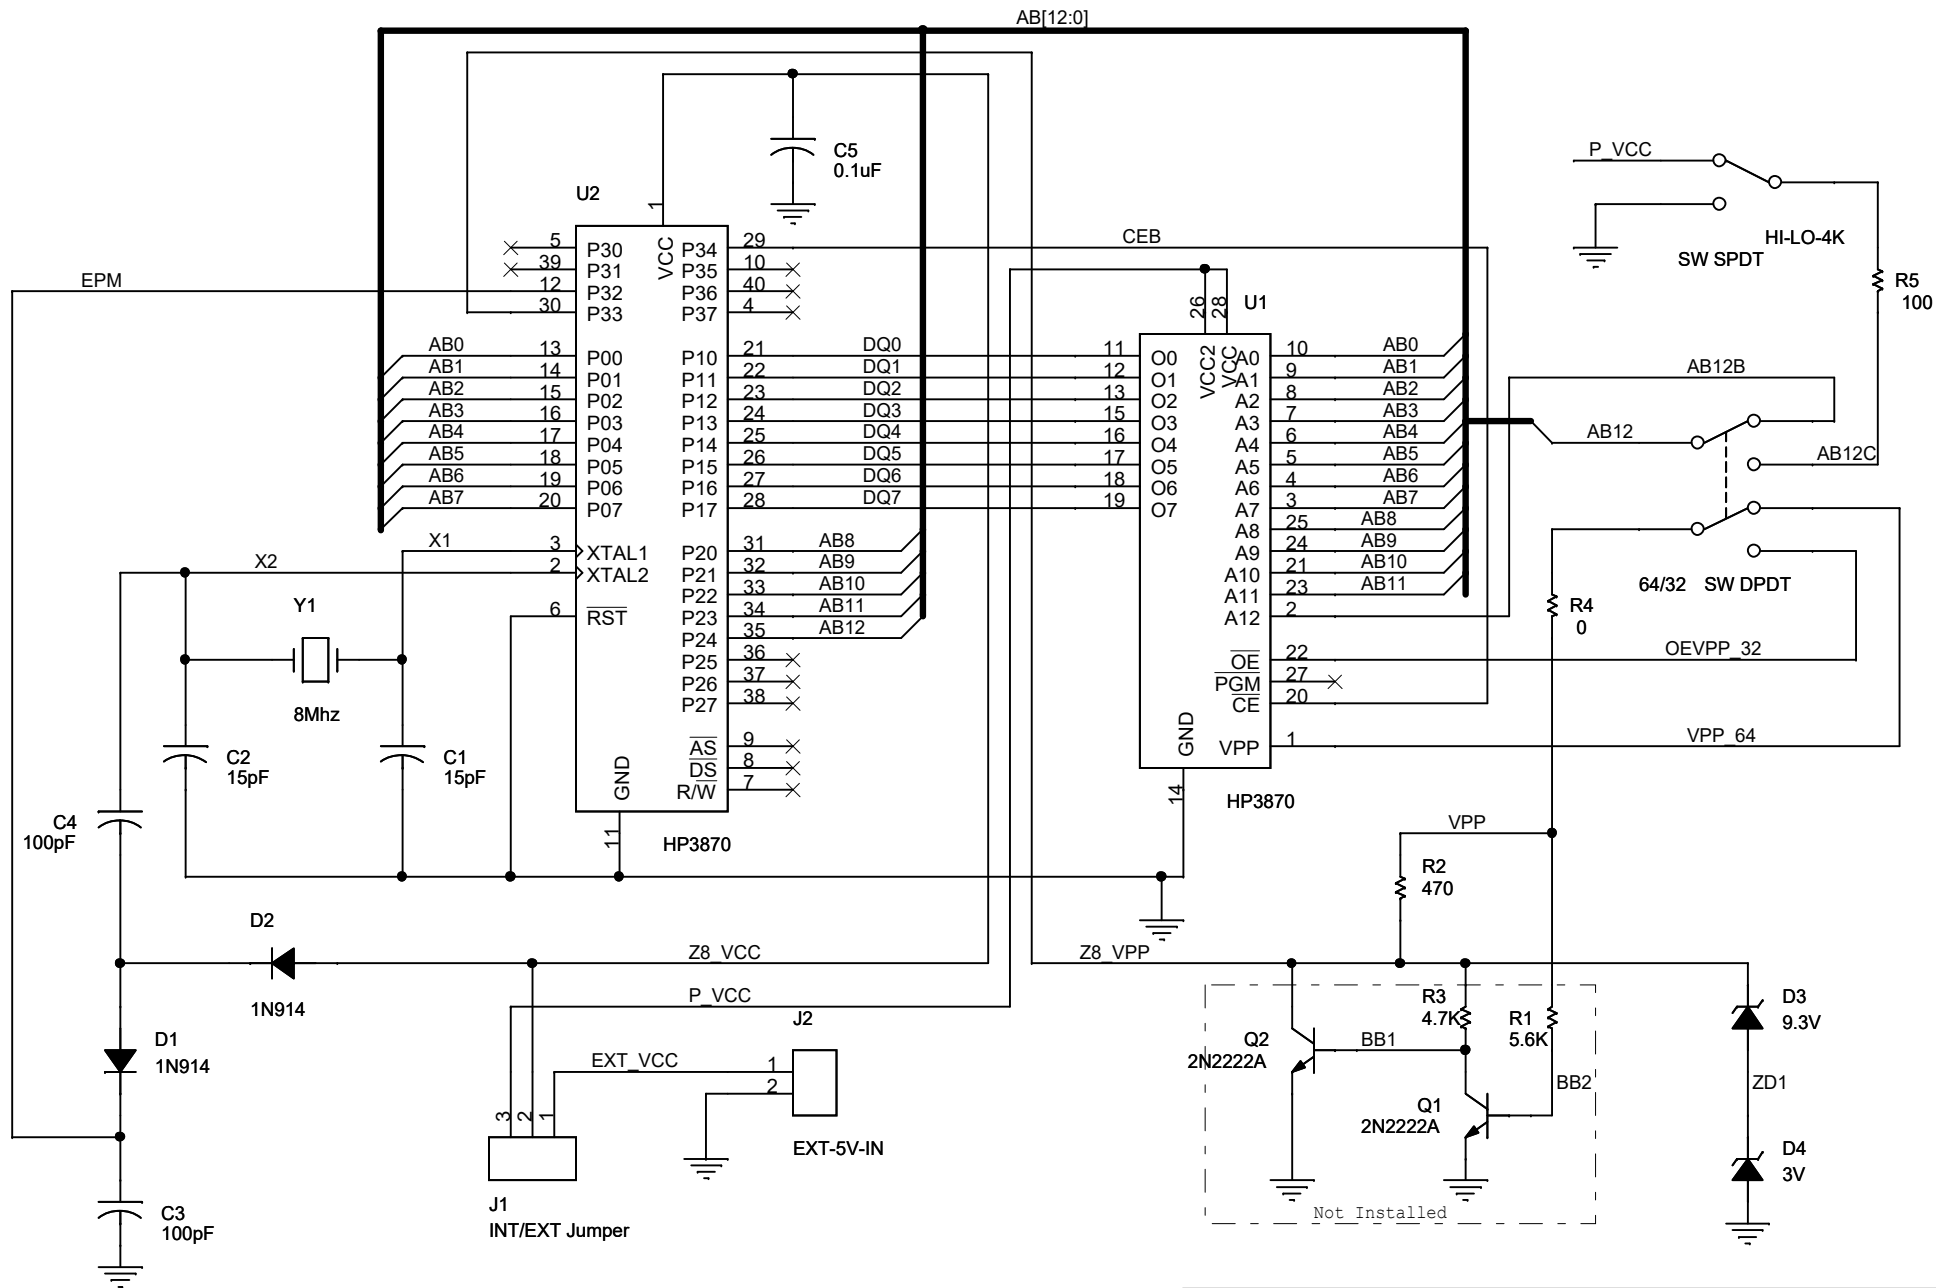 AB[12:0]
C5
0.1uF
P_VCC
HI-LO-4K
SW SPDT
R5
100
U2
1
VCC
5 P30
39 P31
12 P32
30 P33
EPM
P34 29
P35 10
P36 40
P37 4
CEB
26
28
U1
AB0 13 P00
AB1 14 P01
AB2 15 P02
AB3 16 P03
AB4 17 P04
AB5 18 P05
AB6 19 P06
AB7 20 P07
P10 21 DQ0 11 O0
P11 22 DQ1 12 O1
P12 23 DQ2 13 O2
P13 24 DQ3 15 O3
P14 25 DQ4 16 O4
P15 26 DQ5 17 O5
P16 27 DQ6 18 O6
P17 28 DQ7 19 O7
VCC2
VCC
A0 10 AB0
A1 9 AB1
A2 8 AB2
A3 7 AB3
A4 6 AB4
A5 5 AB5
A6 4 AB6
A7 3 AB7
A8 25 AB8
A9 24 AB9
A10 21 AB10
A11 23 AB11
A12 2
OE 22
PGM 27
CE 20
VPP 1
GND
14
HP3870
AB12B
AB12
AB12C
64/32 SW DPDT
R4
0
OEVPP_32
VPP_64
X1 3 XTAL1
X2 2 XTAL2
6 RST
P20 31 AB8
P21 32 AB9
P22 33 AB10
P23 34 AB11
P24 35 AB12
P25 36
P26 37
P27 38
AS 9
DS 8
R/W 7
GND
11
HP3870
Y1
8Mhz
C2
15pF
C1
15pF
C4
100pF
D2
1N914
D1
1N914
C3
100pF
Z8_VCC
P_VCC
J2
EXT_VCC 1
2
EXT-5V-IN
3
2
1
J1
INT/EXT Jumper
VPP
R2
470
Z8_VPP
R3
4.7K
R1
5.6K
Q2
2N2222A
BB1
BB2
Q1
2N2222A
Not Installed
D3
9.3V
ZD1
D4
3V